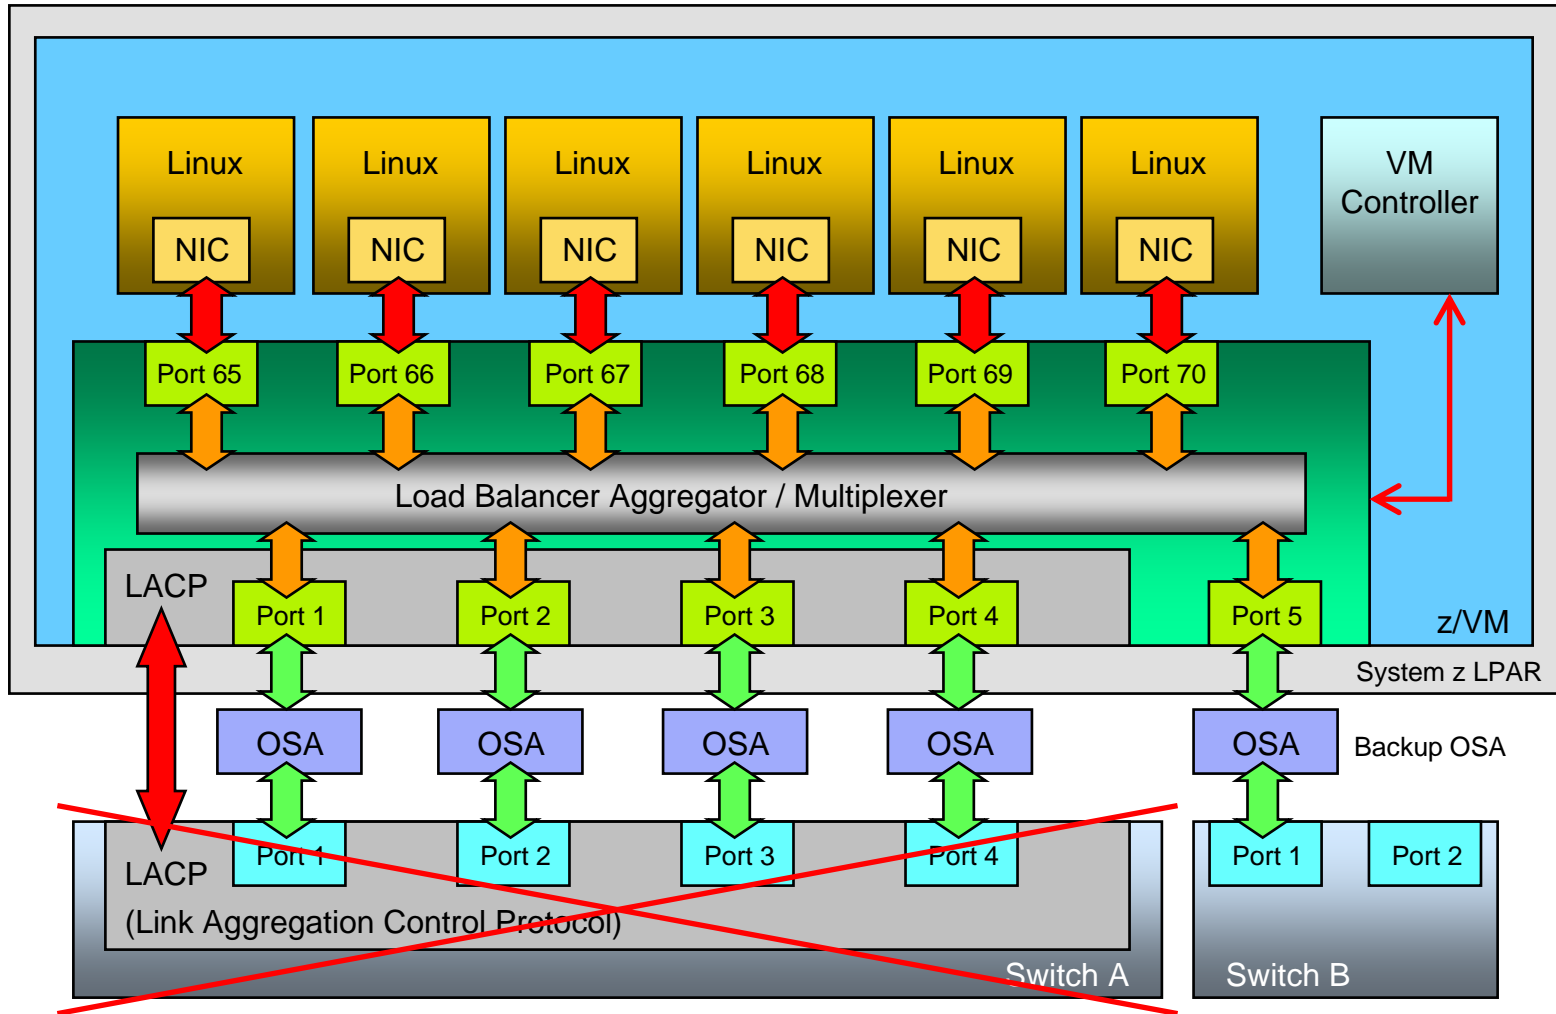 Linux
Linux
Linux
Linux
Linux
Linux
VM
Controller
NIC
NIC
NIC
NIC
NIC
NIC
Port 65
Port 66
Port 67
Port 68
Port 69
Port 70
Load Balancer Aggregator / Multiplexer
LACP
Port 1
Port 2
Port 3
Port 4
Port 5
z/VM
System z LPAR
OSA
OSA
OSA
OSA
OSA
Backup OSA
Port 1
Port 2
Port 3
Port 4
Port 1
Port 2
LACP
(Link Aggregation Control Protocol)
Switch A
Switch B